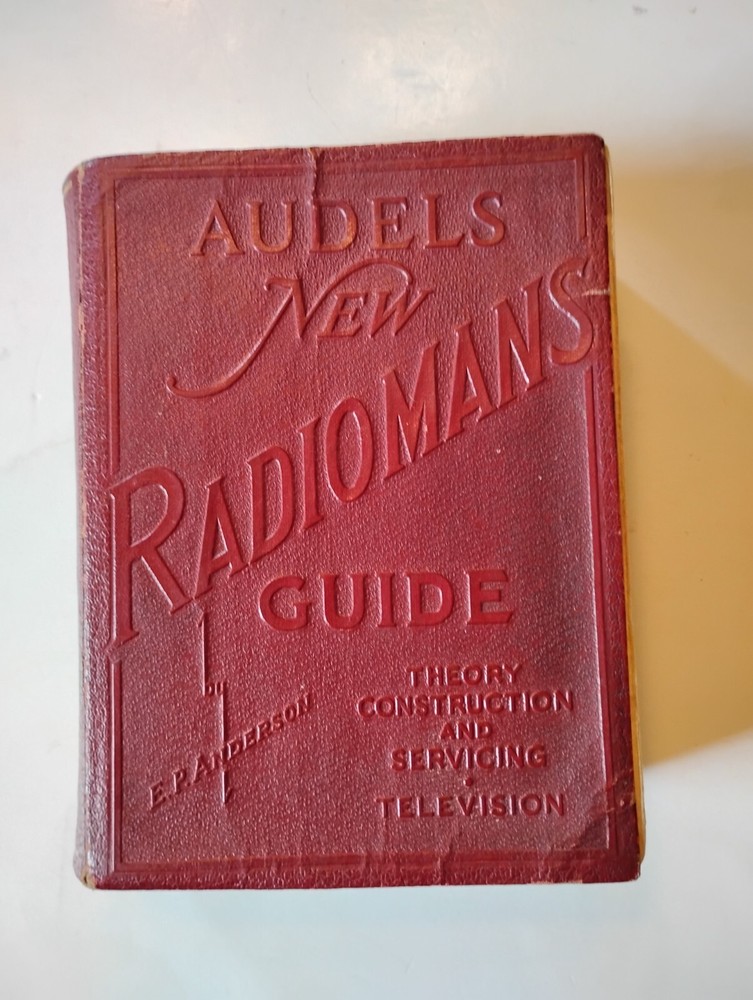 AUDELS
NEW
RADIOMANS
GUIDE
THEORY
CONSTRUCTION
AND
SERVICING
•
TELEVISION
E.P. ANDERSON